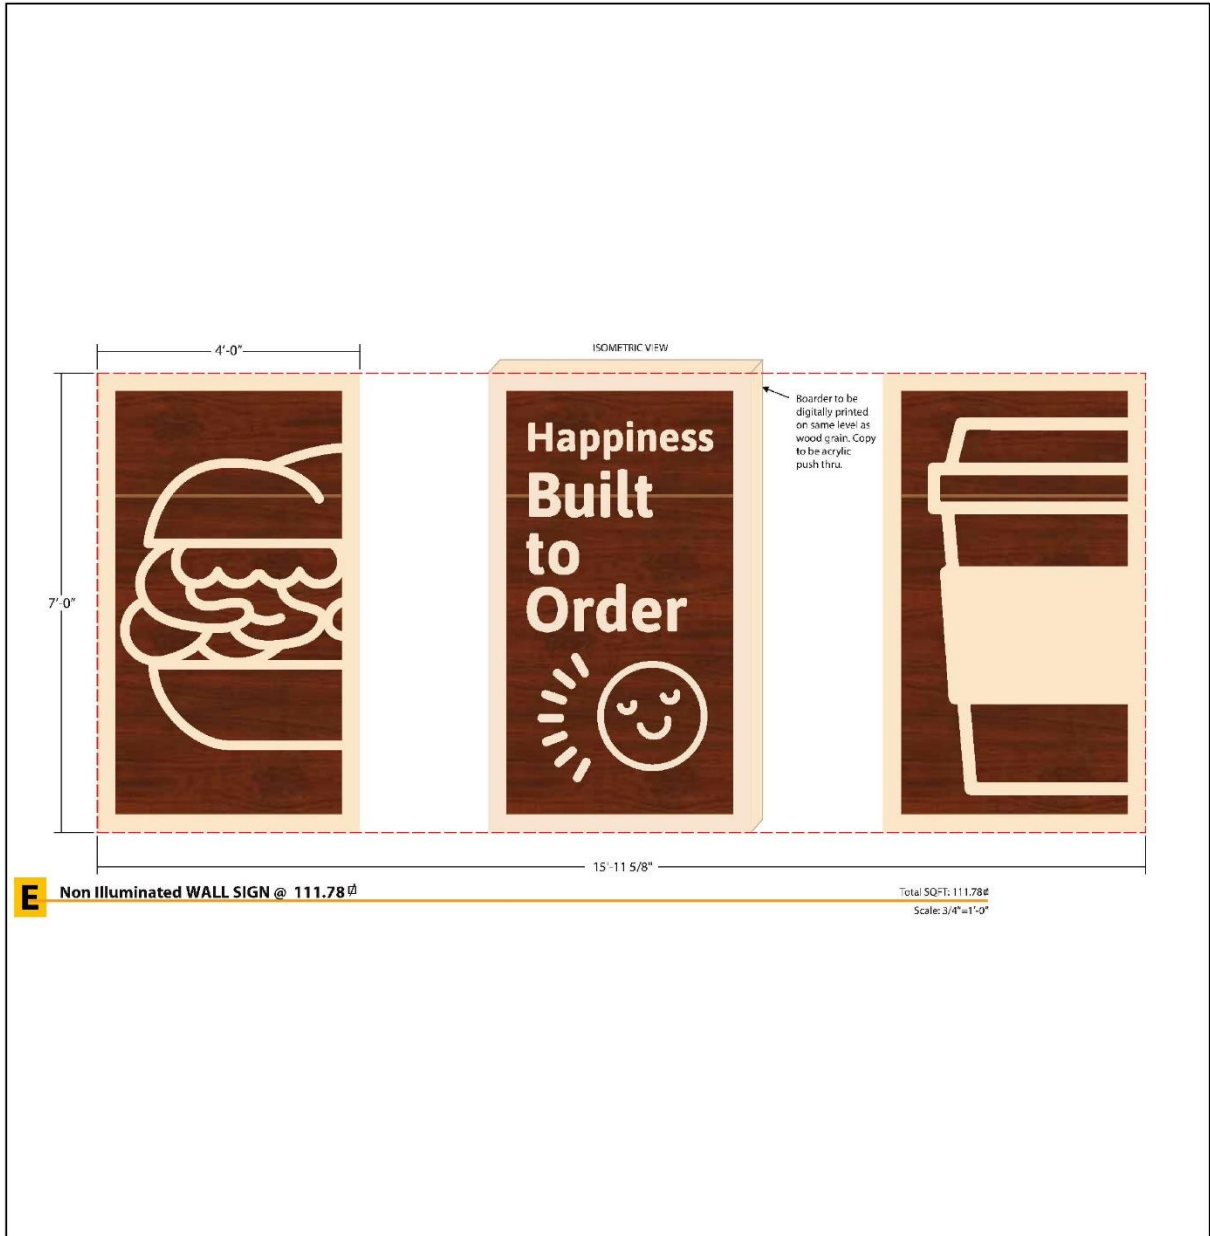 4'-0"
ISOMETRIC VIEW
Boarder to be
digitally printed
on same level as
wood grain. Copy
to be acrylic
push thru.
Happiness
Built
to
Order
7'-0"
15'-11 5/8"
E Non Illuminated WALL SIGN @ 111.78⏍
Total SQFT: 111.78⏍
Scale: 3/4"=1'-0"